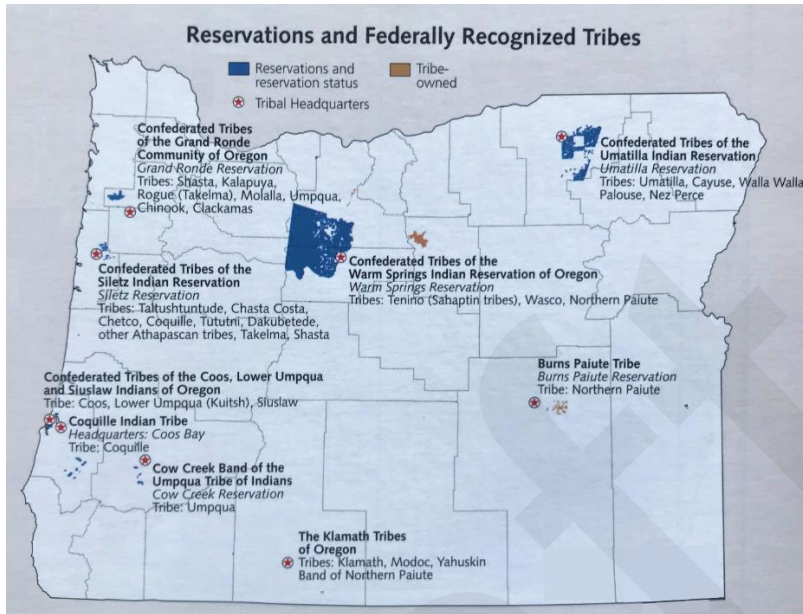 Reservations and Federally Recognized Tribes
Reservations and
reservation status
Tribe-
owned
Tribal Headquarters
Confederated Tribes
of the Grand Ronde
Community of Oregon
Grand Ronde Reservation
Tribes: Shasta, Kalapuya,
Rogue (Takelma), Molalla, Umpqua,
Chinook, Clackamas
Confederated Tribes of the
Umatilla Indian Reservation
Umatilla Reservation
Tribes: Umatilla, Cayuse, Walla Walla
Palouse, Nez Perce
Confederated Tribes of the
Siletz Indian Reservation
Siletz Reservation
Tribes: Taltushtuntude, Chasta Costa,
Chetco, Coquille, Tututni, Dakubetede,
other Athapascan tribes, Takelma, Shasta
Confederated Tribes of the
Warm Springs Indian Reservation of Oregon
Warm Springs Reservation
Tribes: Tenino (Sahaptin tribes), Wasco, Northern Paiute
Burns Paiute Tribe
Burns Paiute Reservation
Tribe: Northern Paiute
Confederated Tribes of the Coos, Lower Umpqua
and Siuslaw Indians of Oregon
Tribe: Coos, Lower Umpqua (Kuitsh), Siuslaw
Coquille Indian Tribe
Headquarters: Coos Bay
Tribe: Coquille
Cow Creek Band of the
Umpqua Tribe of Indians
Cow Creek Reservation
Tribe: Umpqua
The Klamath Tribes
of Oregon
Tribes: Klamath, Modoc, Yahuskin
Band of Northern Paiute